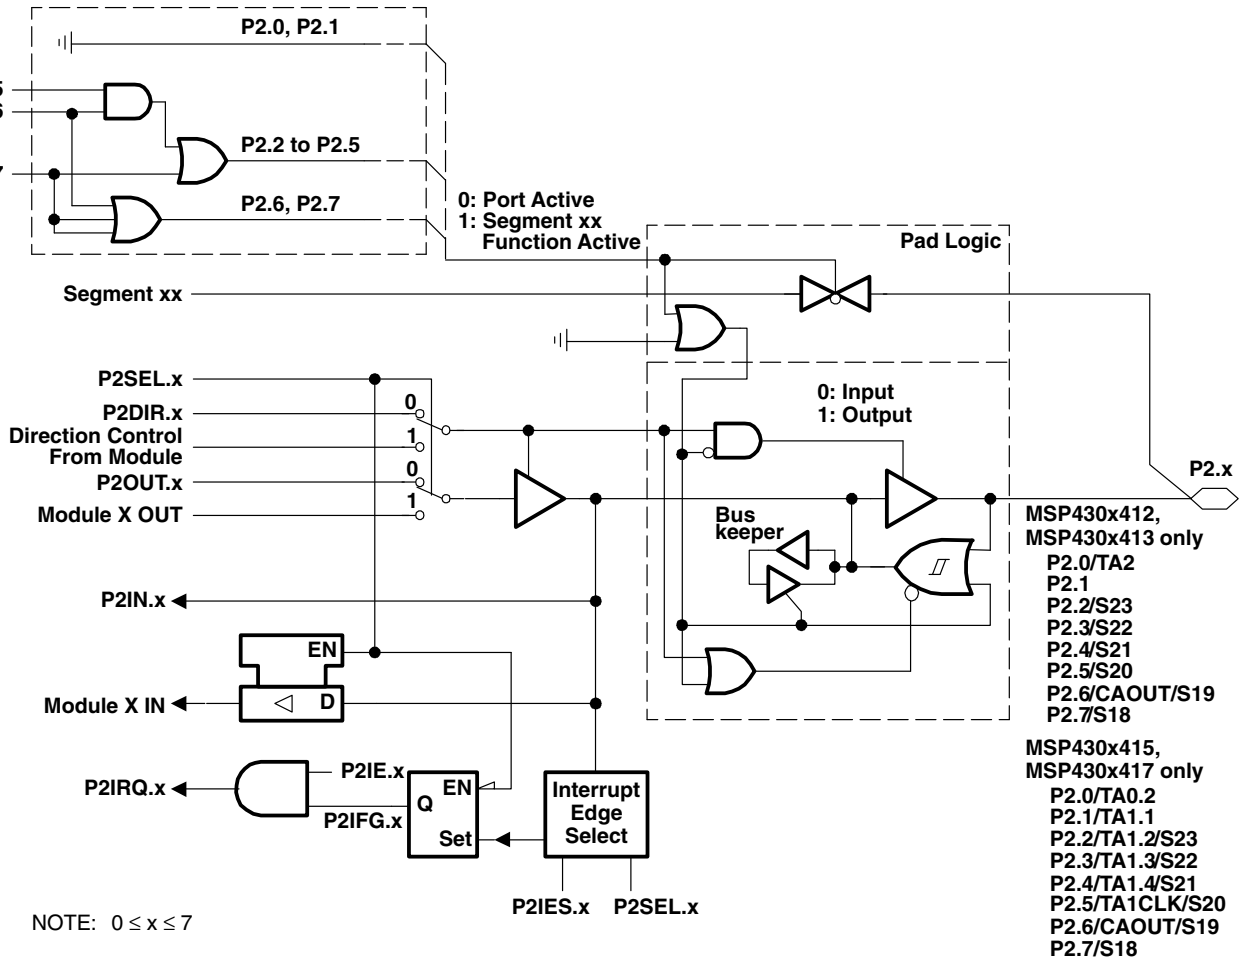 P2.0, P2.1
P2.2 to P2.5
P2.6, P2.7
0: Port Active
1: Segment xx
Function Active
Pad Logic
Segment xx
P2SEL.x
P2DIR.x
0
Direction Control
From Module
1
P2OUT.x
0
Module X OUT
1
0: Input
1: Output
P2.x
Bus
keeper
MSP430x412,
MSP430x413 only
P2.0/TA2
P2.1
P2.2/S23
P2.3/S22
P2.4/S21
P2.5/S20
P2.6/CAOUT/S19
P2.7/S18
P2IN.x
EN
Module X IN
D
MSP430x415,
MSP430x417 only
P2.0/TA0.2
P2.1/TA1.1
P2.2/TA1.2/S23
P2.3/TA1.3/S22
P2.4/TA1.4/S21
P2.5/TA1CLK/S20
P2.6/CAOUT/S19
P2.7/S18
P2IRQ.x
P2IE.x
P2IFG.x
EN
Q
Set
Interrupt
Edge
Select
P2IES.x
P2SEL.x
NOTE: 0 ≤ x ≤ 7